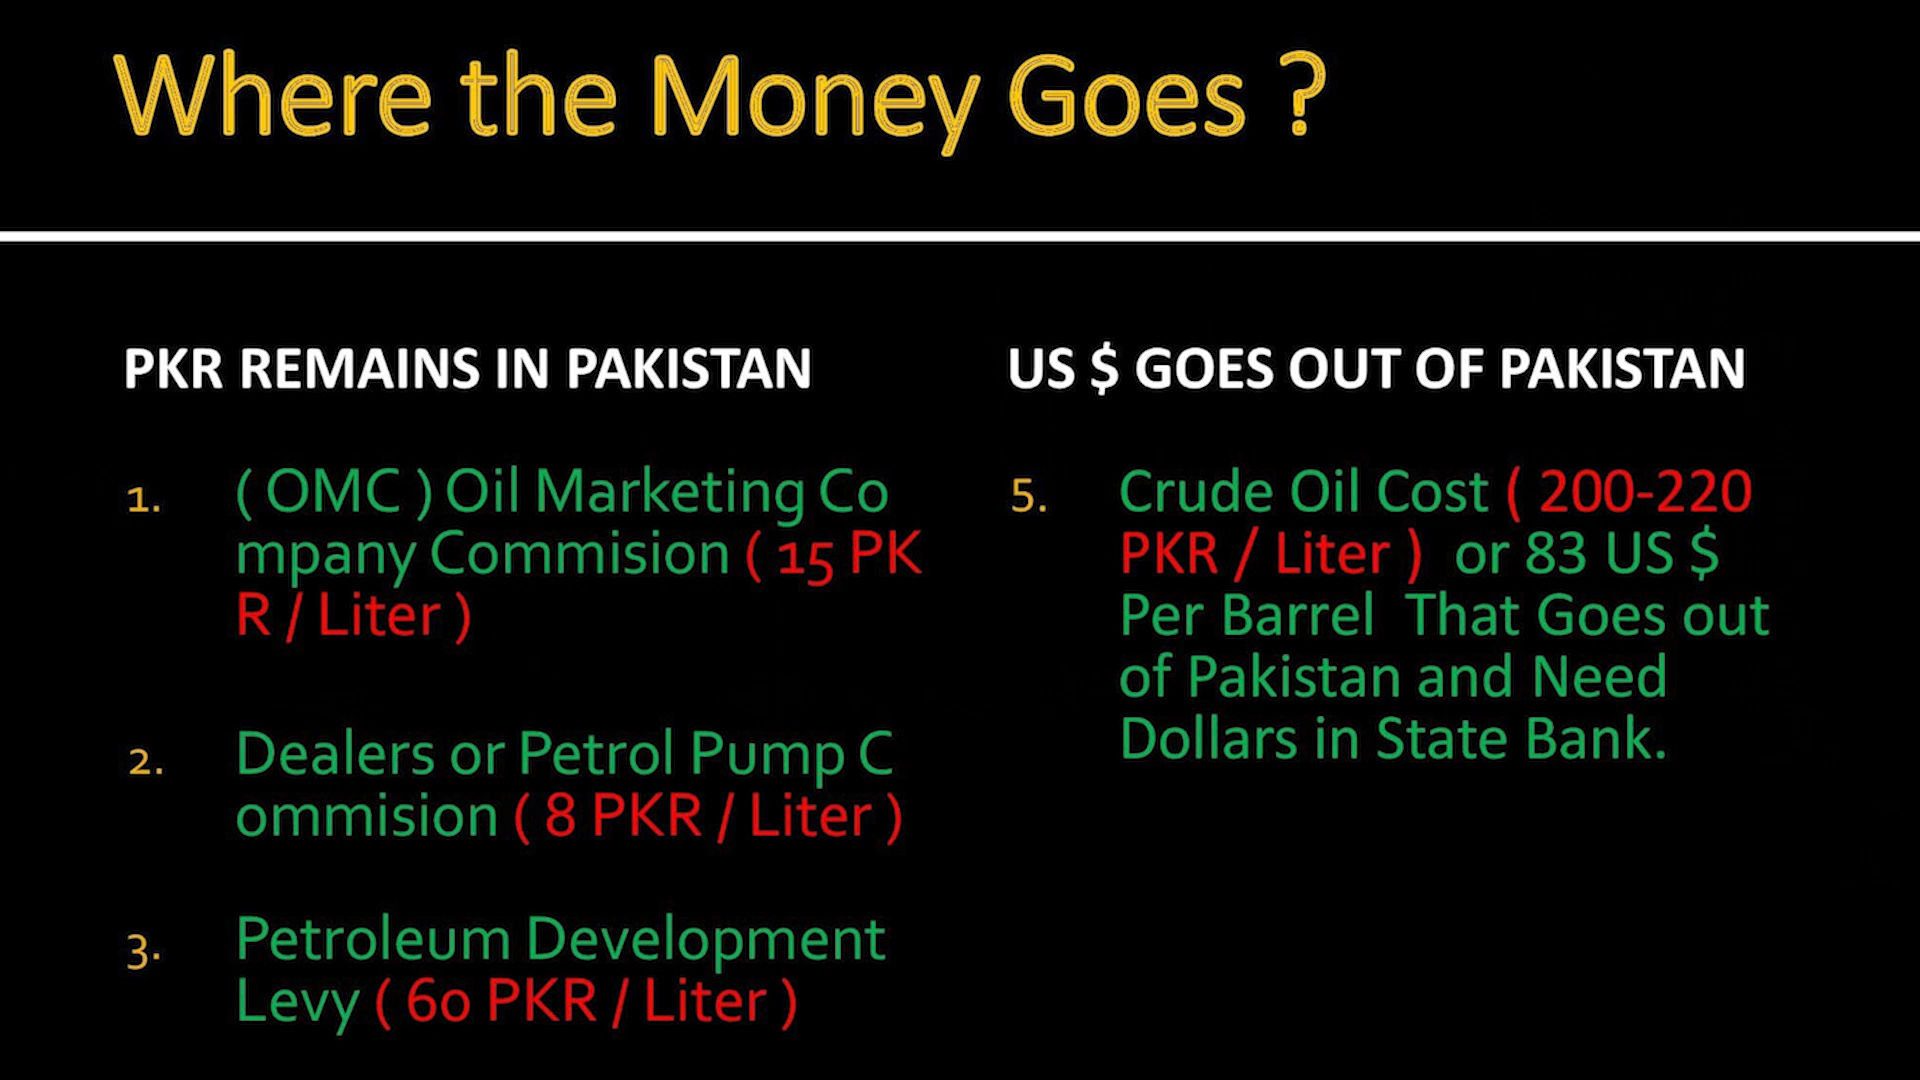 Where the Money Goes ?
PKR REMAINS IN PAKISTAN
1. ( OMC ) Oil Marketing Co
mpany Commision ( 15 PK
R / Liter )
2. Dealers or Petrol Pump C
ommision ( 8 PKR / Liter )
3. Petroleum Development
Levy ( 60 PKR / Liter )
US $ GOES OUT OF PAKISTAN
5. Crude Oil Cost ( 200-220
PKR / Liter ) or 83 US $
Per Barrel That Goes out
of Pakistan and Need
Dollars in State Bank.